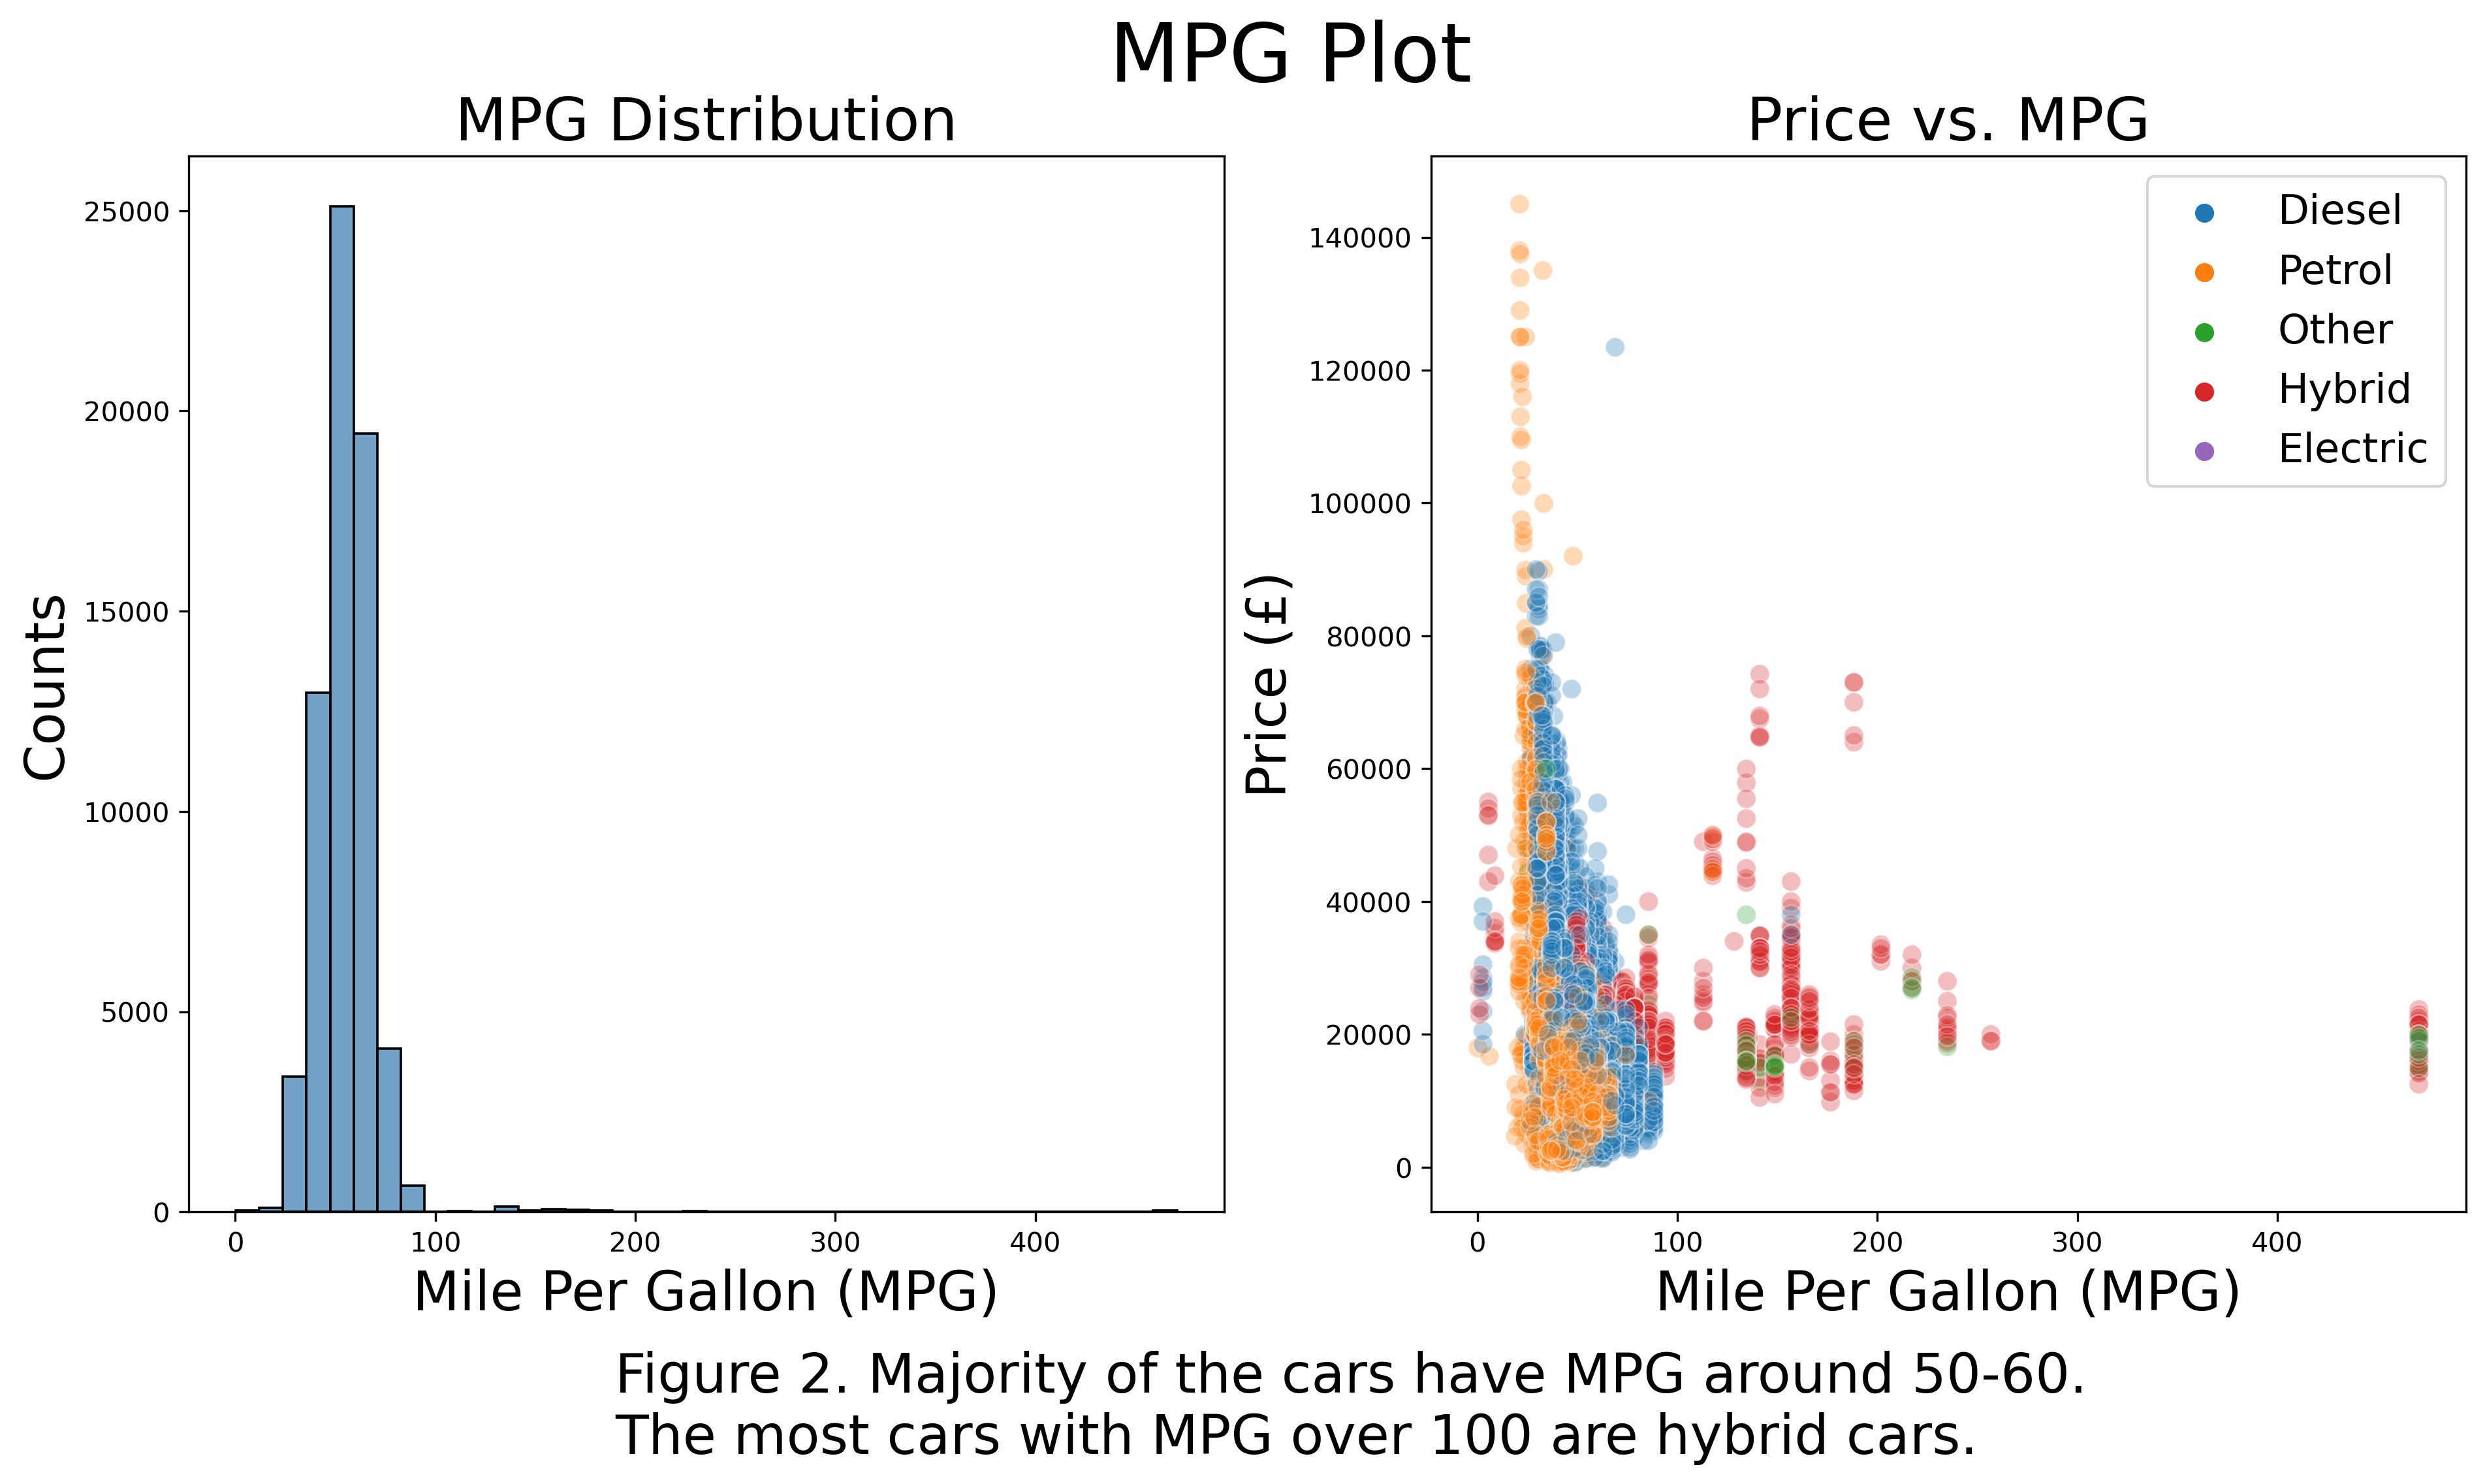 MPG Plot
MPG Distribution
25000
20000
15000
10000
5000
0
Counts
0 100 200 300 400
Mile Per Gallon (MPG)
Price vs. MPG
140000
120000
100000
80000
60000
40000
20000
0
Price (£)
Diesel
Petrol
Other
Hybrid
Electric
0 100 200 300 400
Mile Per Gallon (MPG)
Figure 2. Majority of the cars have MPG around 50-60.
The most cars with MPG over 100 are hybrid cars.